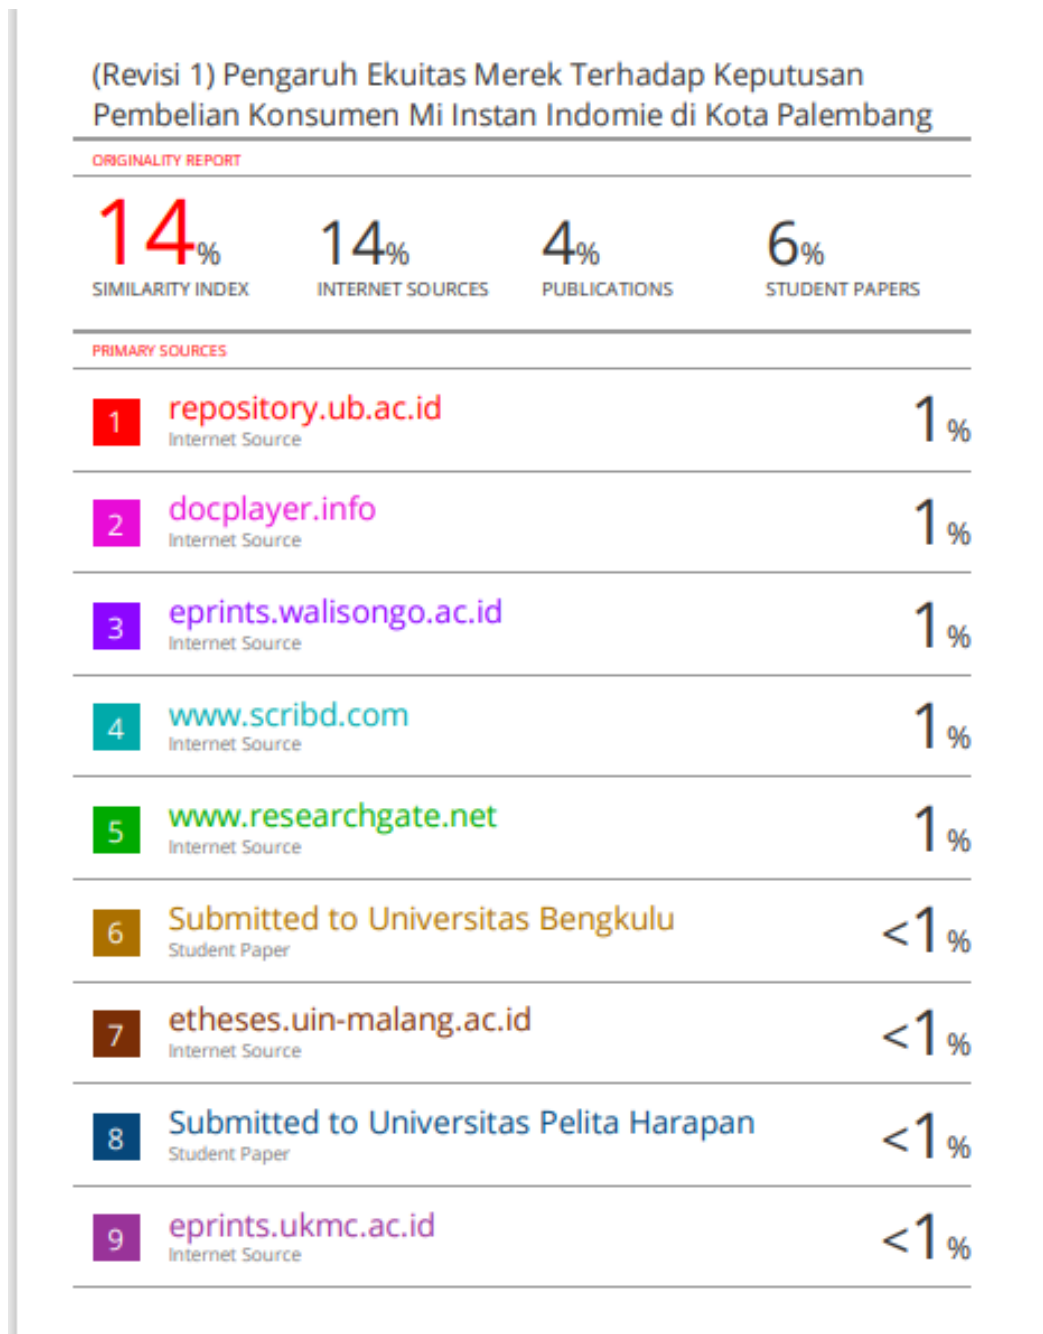 (Revisi 1) Pengaruh Ekuitas Merek Terhadap Keputusan
Pembelian Konsumen Mi Instan Indomie di Kota Palembang
ORIGINALITY REPORT
14% 14% 4% 6%
SIMILARITY INDEX INTERNET SOURCES PUBLICATIONS STUDENT PAPERS
PRIMARY SOURCES
1 repository.ub.ac.id 1%
Internet Source
2 docplayer.info 1%
Internet Source
3 eprints.walisongo.ac.id 1%
Internet Source
4 www.scribd.com 1%
Internet Source
5 www.researchgate.net 1%
Internet Source
6 Submitted to Universitas Bengkulu <1%
Student Paper
7 etheses.uin-malang.ac.id <1%
Internet Source
8 Submitted to Universitas Pelita Harapan <1%
Student Paper
9 eprints.ukmc.ac.id <1%
Internet Source